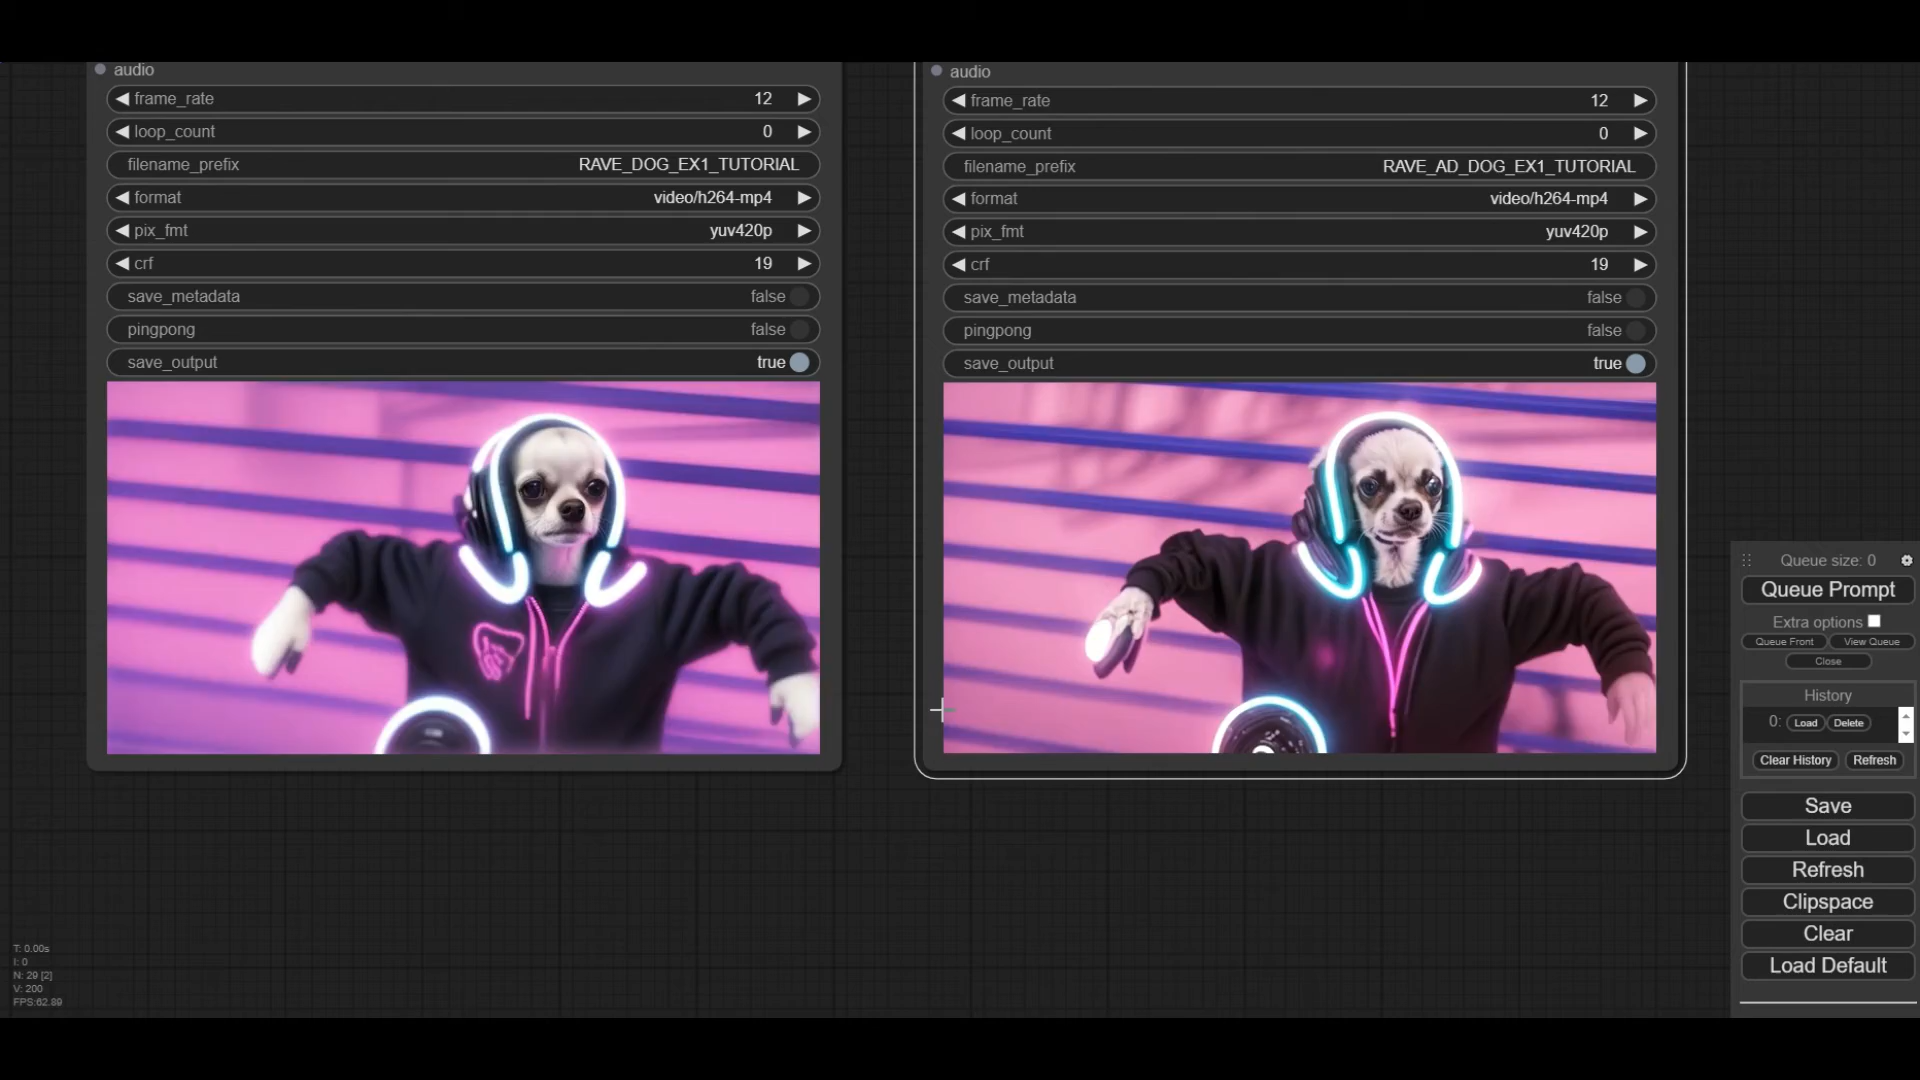 audio
frame_rate 12
loop_count 0
filename_prefix RAVE_DOG_EX1_TUTORIAL
format video/h264-mp4
pix_fmt yuv420p
crf 19
save_metadata false
pingpong false
save_output true
audio
frame_rate 12
loop_count 0
filename_prefix RAVE_AD_DOG_EX1_TUTORIAL
format video/h264-mp4
pix_fmt yuv420p
crf 19
save_metadata false
pingpong false
save_output true
Queue size: 0
Queue Prompt
Extra options
Queue Front View Queue
Close
History
0: Load Delete
Clear History Refresh
Save
Load
Refresh
Clipspace
Clear
Load Default
T: 0.00s
I: 0
N: 29 [2]
V: 200
FPS:62.89